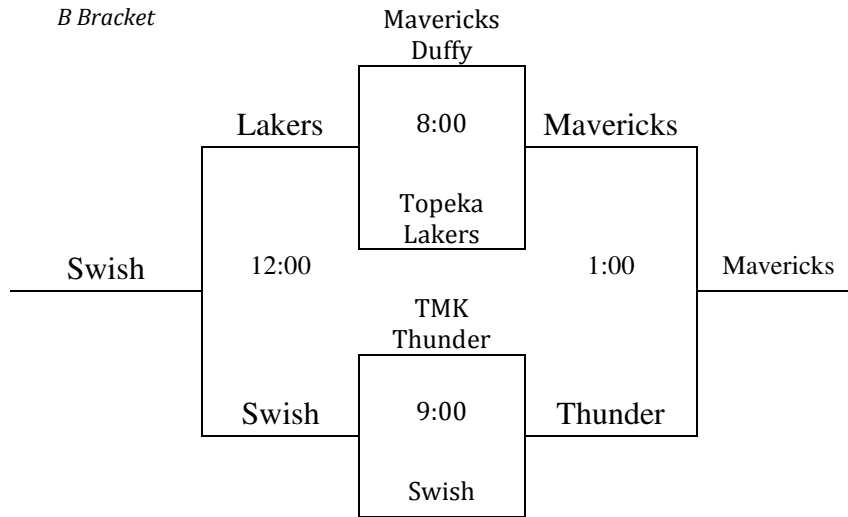 B Bracket
Mavericks
Duffy
Lakers
8:00
Mavericks
Topeka
Lakers
Swish
12:00
1:00
Mavericks
TMK
Thunder
Swish
9:00
Thunder
Swish